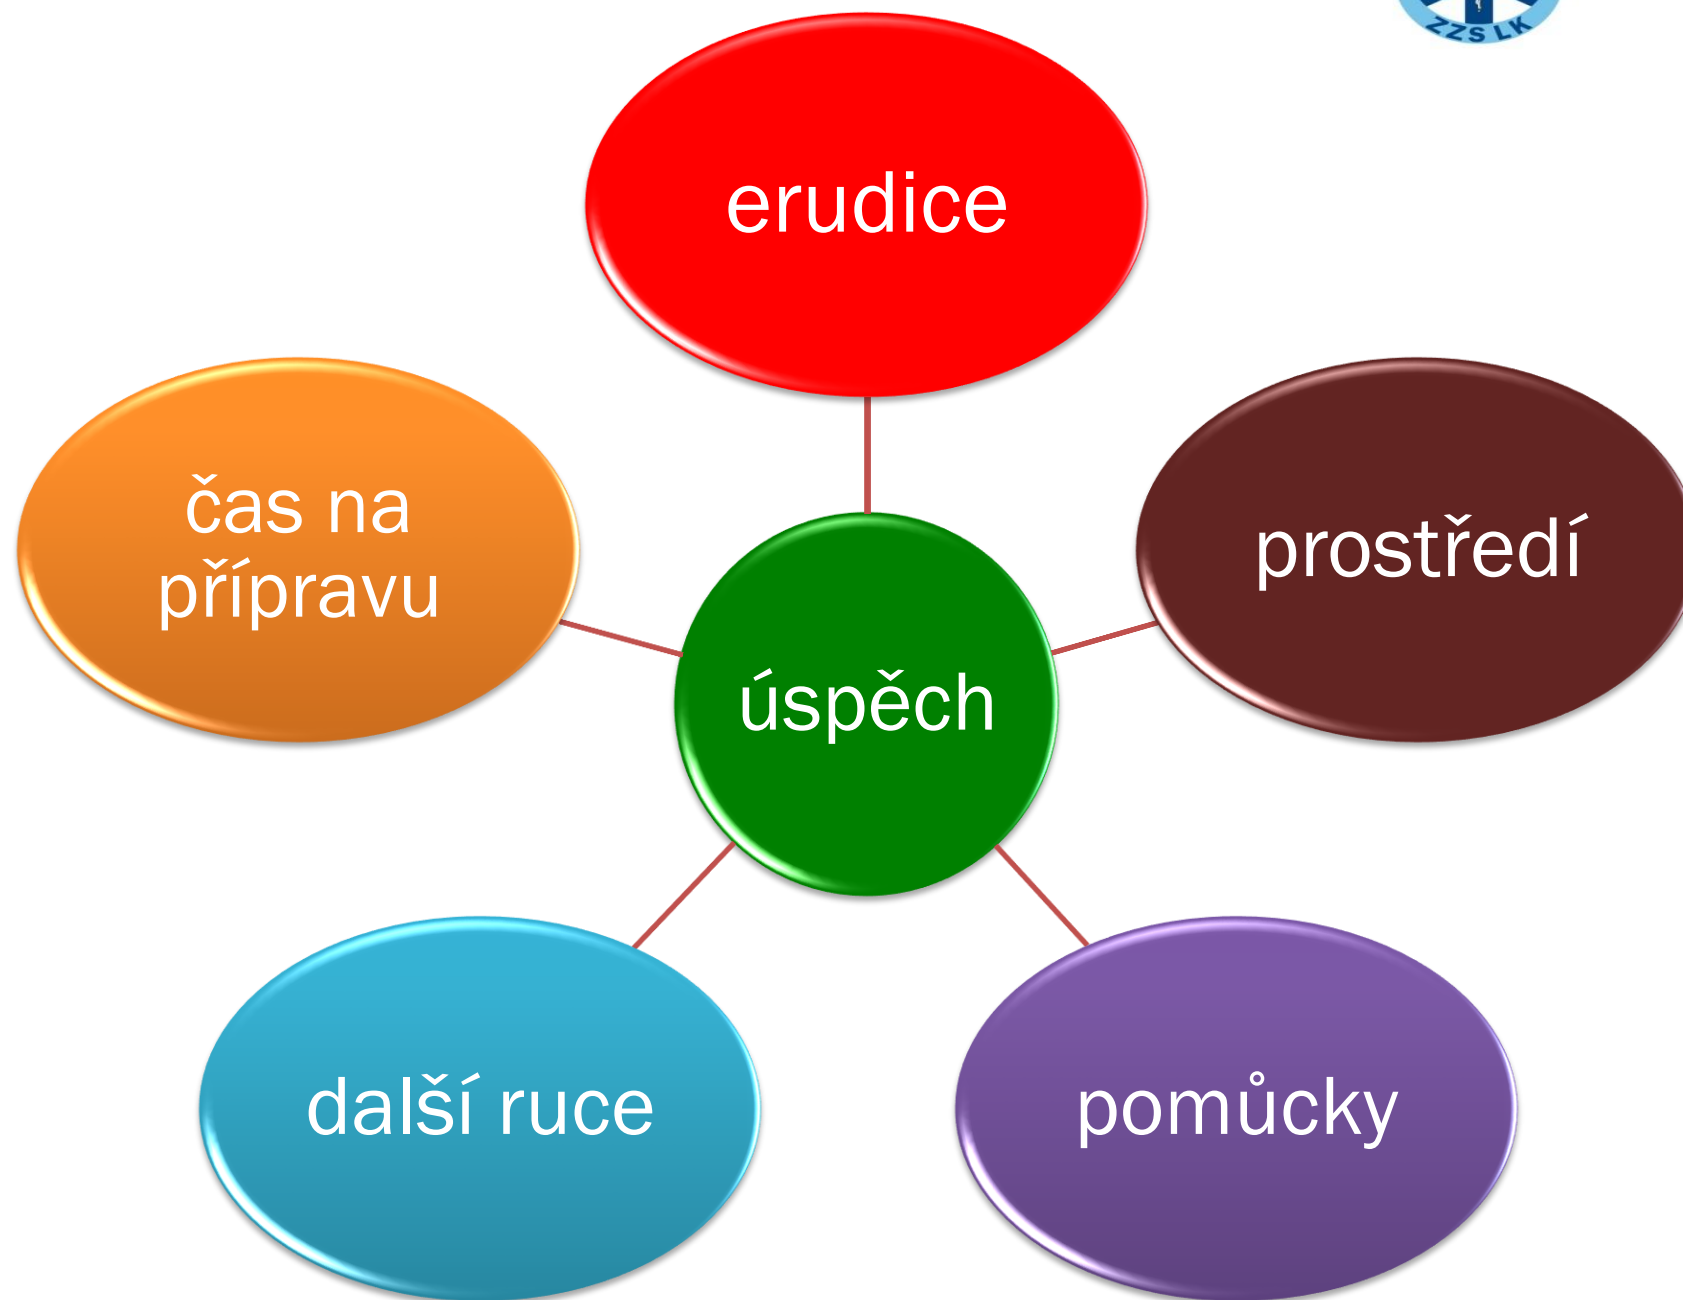 ZZS LK
erudice
čas na
přípravu
prostředí
úspěch
další ruce
pomůcky